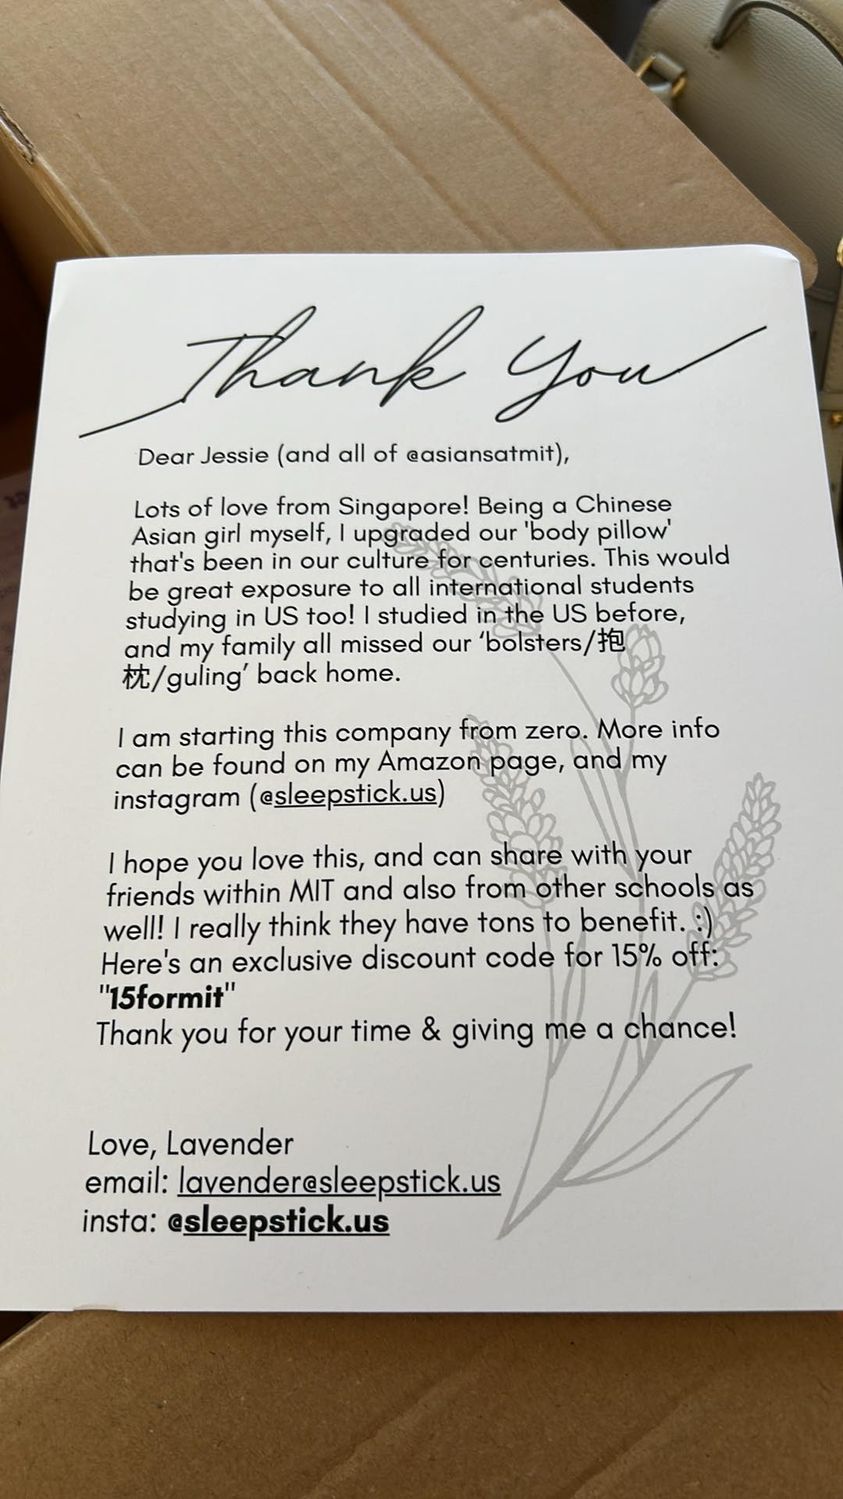 Thank You
Dear Jessie (and all of @asiansatmit),
Lots of love from Singapore! Being a Chinese
Asian girl myself, I upgraded our 'body pillow'
that's been in our culture for centuries. This would
be great exposure to all international students
studying in US too! I studied in the US before,
and my family all missed our ‘bolsters/抱
枕/guling’ back home.
I am starting this company from zero. More info
can be found on my Amazon page, and my
instagram (@sleepstick.us)
I hope you love this, and can share with your
friends within MIT and also from other schools as
well! I really think they have tons to benefit. :)
Here's an exclusive discount code for 15% off:
"15formit"
Thank you for your time & giving me a chance!
Love, Lavender
email: lavender@sleepstick.us
insta: @sleepstick.us